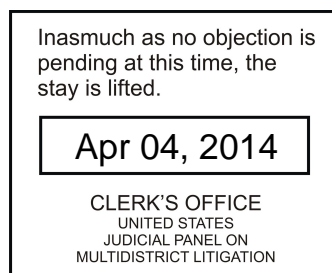 Inasmuch as no objection is
pending at this time, the
stay is lifted.
Apr 04, 2014
CLERK'S OFFICE
UNITED STATES
JUDICIAL PANEL ON
MULTIDISTRICT LITIGATION